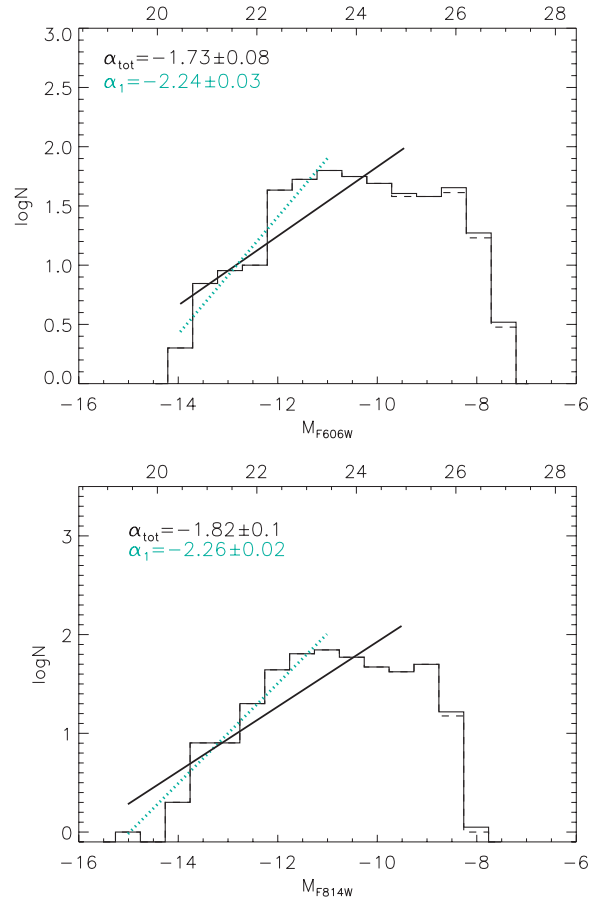 20 22 24 26 28
3.0
α_tot=−1.73±0.08
α_1=−2.24±0.03
2.5
2.0
logN
1.5
1.0
0.5
0.0
−16 −14 −12 −10 −8 −6
M_F606W
20 22 24 26 28
α_tot=−1.82±0.1
α_1=−2.26±0.02
3
2
logN
1
0
−16 −14 −12 −10 −8 −6
M_F814W